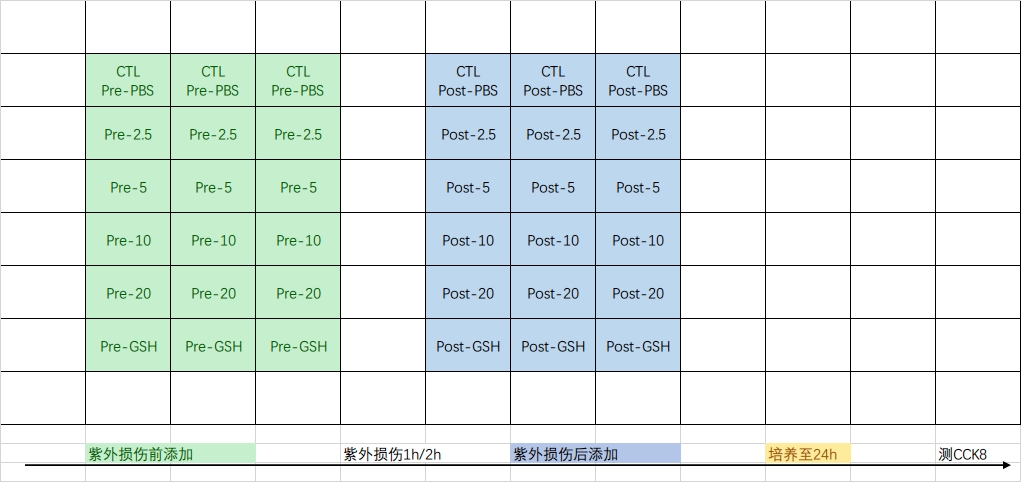 CTL CTL CTL CTL CTL CTL
Pre-PBS Pre-PBS Pre-PBS Post-PBS Post-PBS Post-PBS
Pre-2.5 Pre-2.5 Pre-2.5 Post-2.5 Post-2.5 Post-2.5
Pre-5 Pre-5 Pre-5 Post-5 Post-5 Post-5
Pre-10 Pre-10 Pre-10 Post-10 Post-10 Post-10
Pre-20 Pre-20 Pre-20 Post-20 Post-20 Post-20
Pre-GSH Pre-GSH Pre-GSH Post-GSH Post-GSH Post-GSH
紫外损伤前添加 紫外损伤1h/2h 紫外损伤后添加 培养至24h 测CCK8